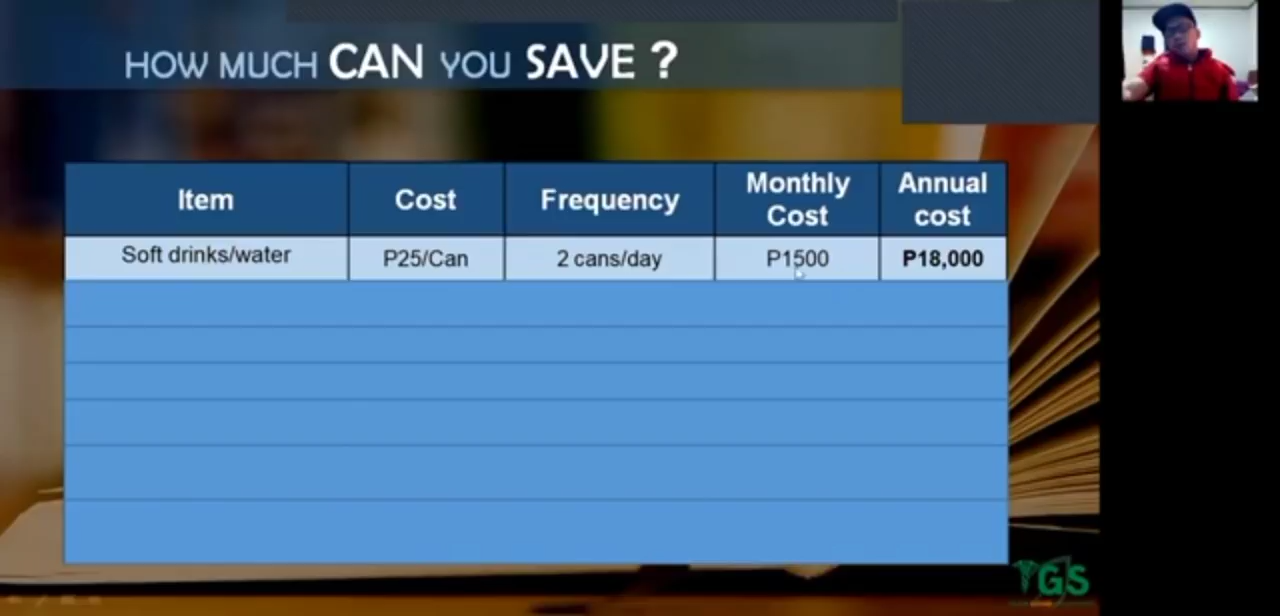 HOW MUCH CAN YOU SAVE ?
Item Cost Frequency Monthly Cost Annual cost
Soft drinks/water P25/Can 2 cans/day P1500 P18,000
TGS